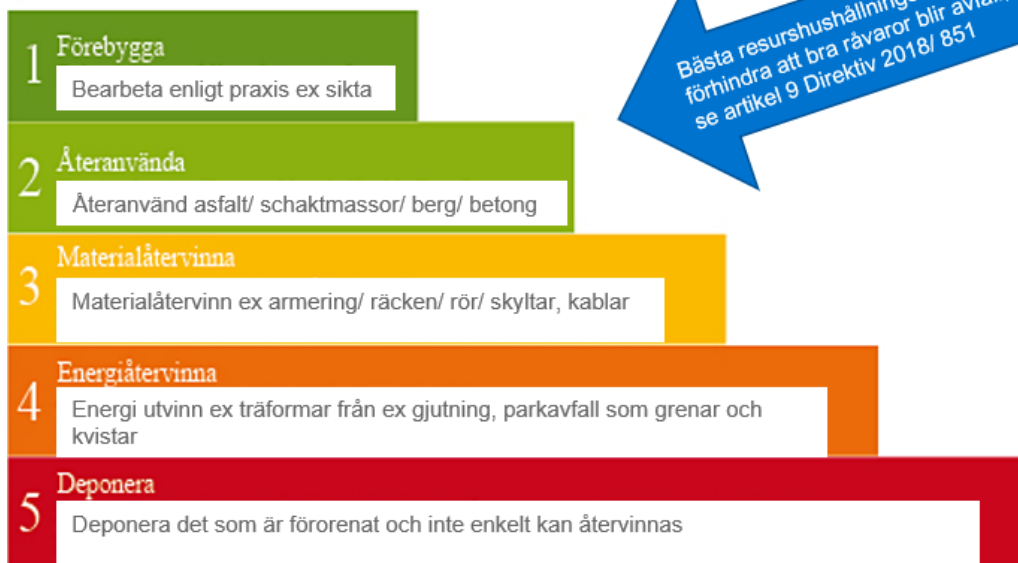 1
Förebygga
Bearbeta enligt praxis ex sikta
Bästa resurshushållnings
förhindra att bra råvaror blir avfall,
se artikel 9 Direktiv 2018/ 851
2
Återanvända
Återanvänd asfalt/ schaktmassor/ berg/ betong
3
Materialåtervinna
Materialåtervinn ex armering/ räcken/ rör/ skyltar, kablar
4
Energiåtervinna
Energi utvinn ex träformar från ex gjutning, parkavfall som grenar och
kvistar
5
Deponera
Deponera det som är förorenat och inte enkelt kan återvinnas